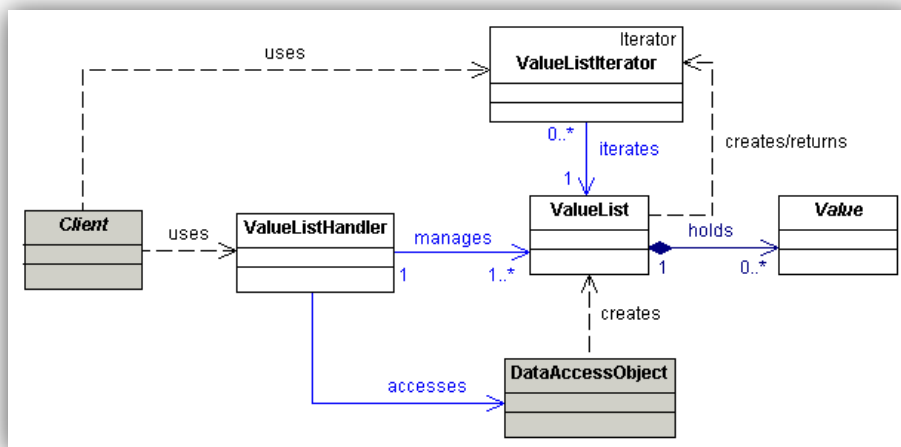 Iterator
uses
ValueListIterator
0..*
iterates
creates/returns
1
Client
ValueListHandler
ValueList
Value
uses
manages
holds
1
1..*
1
0..*
creates
DataAccessObject
accesses